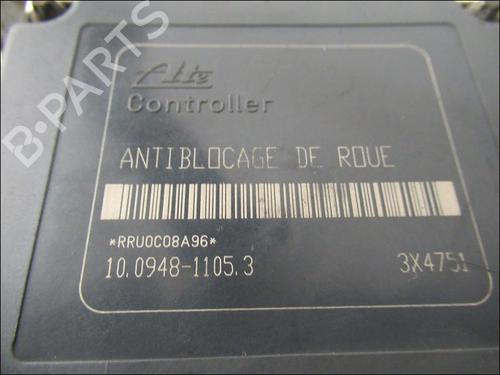 Ate
Controller
ANTIBLOCAGE DE ROUE
*RRU0C08A96*
10.0948-1105.3 3X4751
B-PARTS